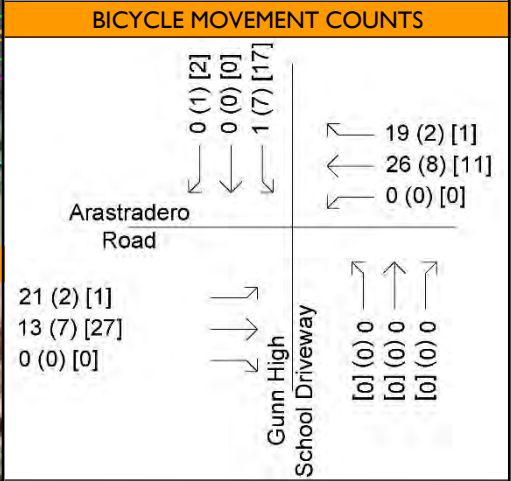 BICYCLE MOVEMENT COUNTS
0 (1) [2]
0 (0) [0]
1 (7) [17]
19 (2) [1]
26 (8) [11]
0 (0) [0]
Arastradero
Road
21 (2) [1]
13 (7) [27]
0 (0) [0]
Gunn High
School Driveway
[0] (0) 0
[0] (0) 0
[0] (0) 0